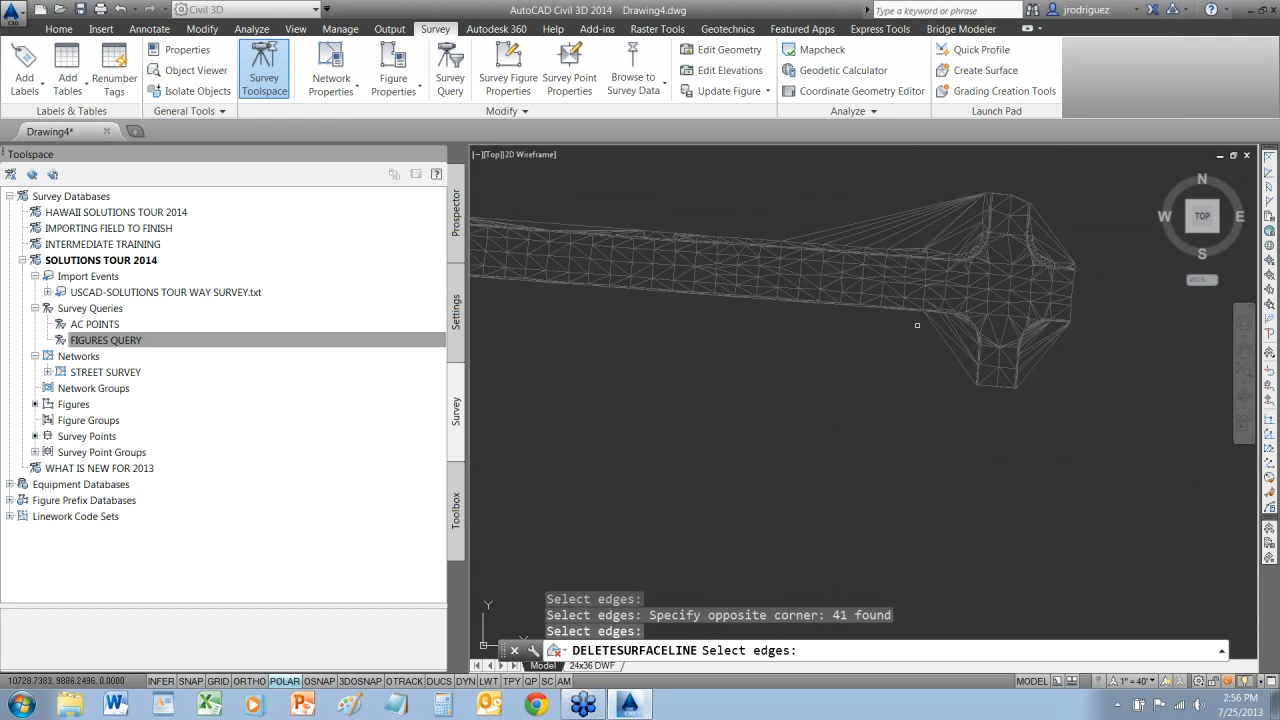 Civil 3D
AutoCAD Civil 3D 2014 Drawing4.dwg
Type a keyword or phrase
jrodriguez
Home Insert Annotate Modify Analyze View Manage Output Survey Autodesk 360 Help Add-ins Raster Tools Geotechnics Featured Apps Express Tools Bridge Modeler
Add Labels
Add Tables
Renumber Tags
Properties
Object Viewer
Isolate Objects
Survey Toolspace
Network Properties
Figure Properties
Survey Query
Survey Figure Properties
Survey Point Properties
Browse to Survey Data
Edit Geometry
Edit Elevations
Update Figure
Mapcheck
Geodetic Calculator
Coordinate Geometry Editor
Quick Profile
Create Surface
Grading Creation Tools
Labels & Tables
General Tools
Modify
Analyze
Launch Pad
Drawing4*
Toolspace
Survey Databases
HAWAII SOLUTIONS TOUR 2014
IMPORTING FIELD TO FINISH
INTERMEDIATE TRAINING
SOLUTIONS TOUR 2014
Import Events
USCAD-SOLUTIONS TOUR WAY SURVEY.txt
Survey Queries
AC POINTS
FIGURES QUERY
Networks
STREET SURVEY
Network Groups
Figures
Figure Groups
Survey Points
Survey Point Groups
WHAT IS NEW FOR 2013
Equipment Databases
Figure Prefix Databases
Linework Code Sets
Prospector
Settings
Survey
Toolbox
[−][Top][2D Wireframe]
N
W TOP E
S
WCS
Y
X
Select edges:
Select edges: Specify opposite corner: 41 found
Select edges:
DELETESURFACELINE Select edges:
Model 24x36 DWF
10729.7383, 9886.2496, 0.0000 INFER SNAP GRID ORTHO POLAR OSNAP 3DOSNAP OTRACK DUCS DYN LWT TPY QP SC AM MODEL 1" = 40'
2:56 PM
7/25/2013